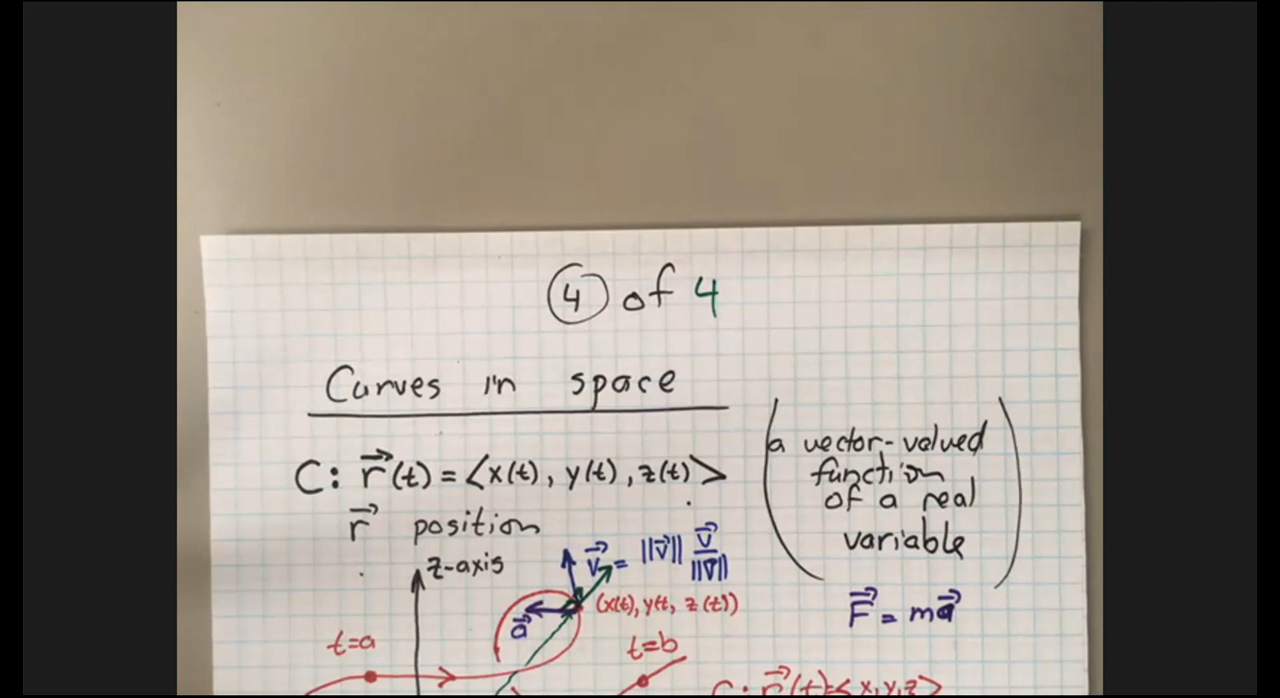 ④ of 4
Curves in space
C: r⃗(t) = <x(t), y(t), z(t)>
(a vector-valued
function
of a real
variable)
r⃗ position
z-axis
v⃗ = ||v⃗|| v⃗/||v⃗||
(x(t), y(t, z(t))
a⃗
F⃗ = ma⃗
t=a
t=b
C: r⃗(t)=<x,y,z>